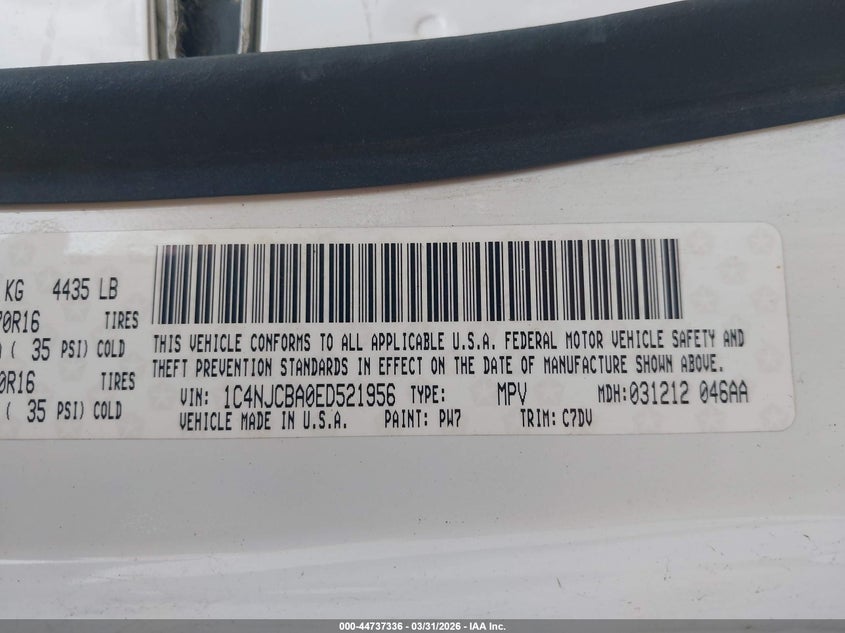 KG 4435 LB
70R16 TIRES
( 35 PSI) COLD
0R16 TIRES
( 35 PSI) COLD
THIS VEHICLE CONFORMS TO ALL APPLICABLE U.S.A. FEDERAL MOTOR VEHICLE SAFETY AND
THEFT PREVENTION STANDARDS IN EFFECT ON THE DATE OF MANUFACTURE SHOWN ABOVE.
VIN: 1C4NJCBA0ED521956 TYPE: MPV MDH:031212 046AA
VEHICLE MADE IN U.S.A. PAINT: PW7 TRIM: C7DV
000-44737336 - 03/31/2026 - IAA Inc.